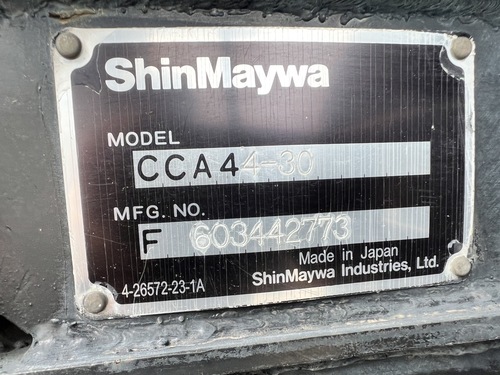 ShinMaywa
MODEL
CCA44-30
MFG. NO.
F 603442773
Made in Japan
4-26572-23-1A ShinMaywa Industries, Ltd.